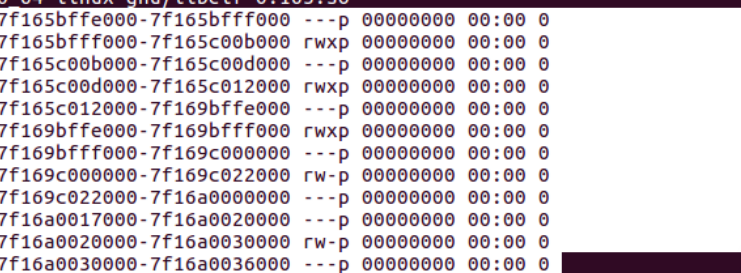 7f165bffe000-7f165bfff000 ---p 00000000 00:00 0
7f165bfff000-7f165c00b000 rwxp 00000000 00:00 0
7f165c00b000-7f165c00d000 ---p 00000000 00:00 0
7f165c00d000-7f165c012000 rwxp 00000000 00:00 0
7f165c012000-7f169bffe000 ---p 00000000 00:00 0
7f169bffe000-7f169bfff000 rwxp 00000000 00:00 0
7f169bfff000-7f169c000000 ---p 00000000 00:00 0
7f169c000000-7f169c022000 rw-p 00000000 00:00 0
7f169c022000-7f16a0000000 ---p 00000000 00:00 0
7f16a0017000-7f16a0020000 ---p 00000000 00:00 0
7f16a0020000-7f16a0030000 rw-p 00000000 00:00 0
7f16a0030000-7f16a0036000 ---p 00000000 00:00 0